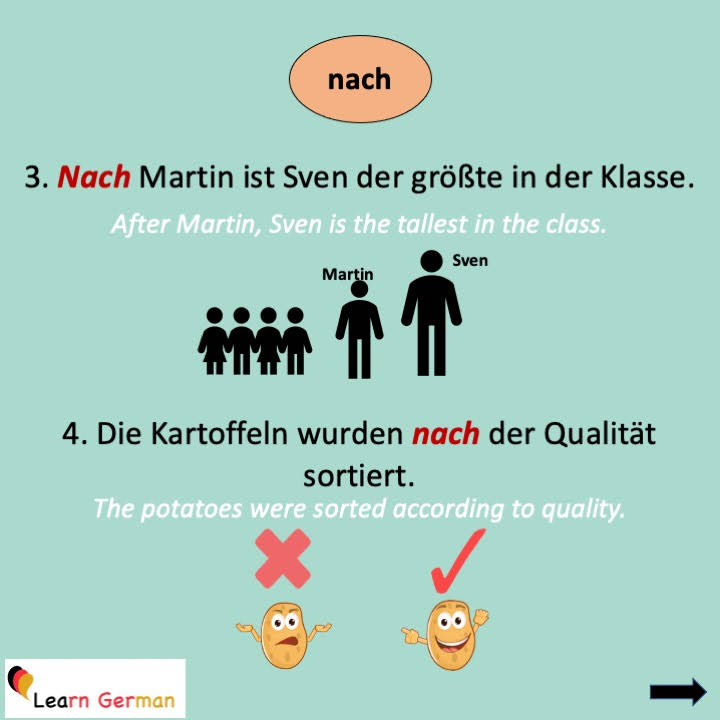 nach
3. Nach Martin ist Sven der größte in der Klasse.
After Martin, Sven is the tallest in the class.
Martin
Sven
4. Die Kartoffeln wurden nach der Qualität
sortiert.
The potatoes were sorted according to quality.
Learn German